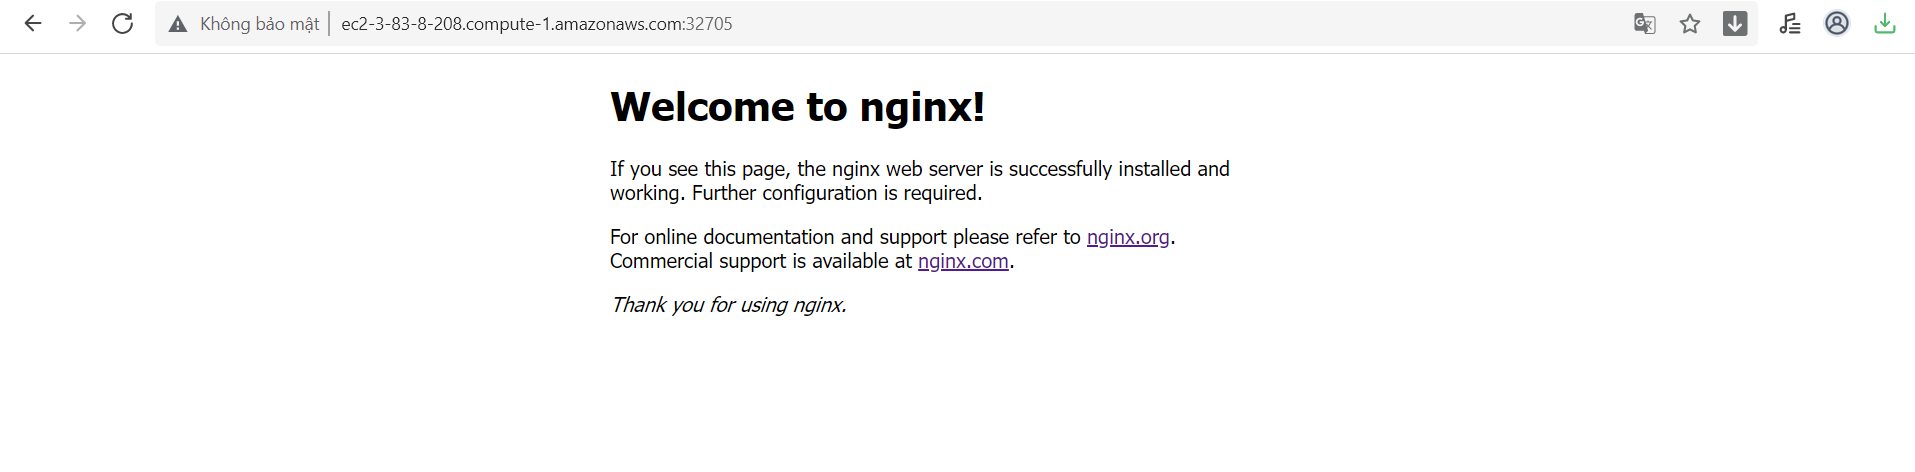 Không bảo mật ec2-3-83-8-208.compute-1.amazonaws.com:32705
Welcome to nginx!
If you see this page, the nginx web server is successfully installed and
working. Further configuration is required.
For online documentation and support please refer to nginx.org.
Commercial support is available at nginx.com.
Thank you for using nginx.